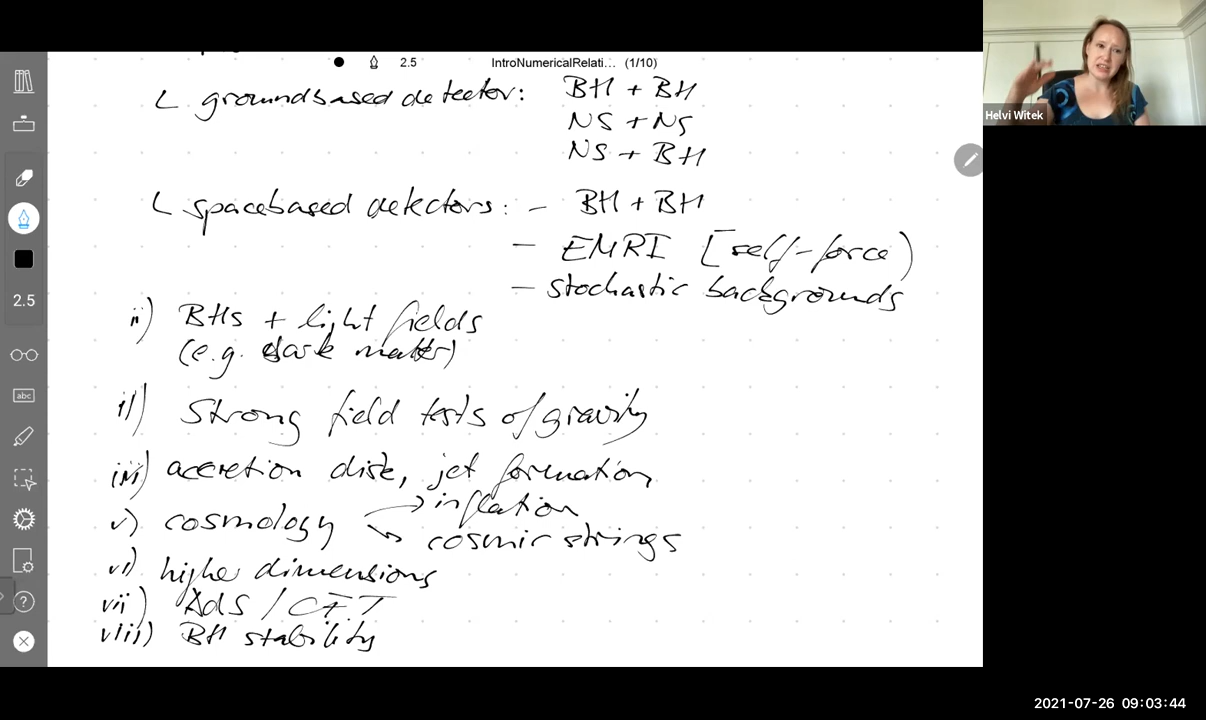 2.5 IntroNumericalRelati... (1/10)
L groundbased detector: BH + BH
NS + NS
NS + BH
L spacebased detectors: - BH + BH
- EMRI [self-force)
- stochastic backgrounds
ii) BHs + light fields
(e.g. dark matter)
ii) Strong field tests of gravity
iii) accretion disk, jet formation
v) cosmology → inflation
↘ cosmic strings
vi) higher dimensions
vii) AdS / CFT
viii) BH stability
2.5
abc
Helvi Witek
2021-07-26 09:03:44